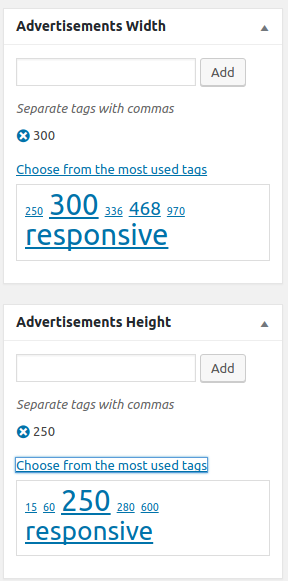 Advertisements Width
Add
Separate tags with commas
300
Choose from the most used tags
250 300 336 468 970
responsive
Advertisements Height
Add
Separate tags with commas
250
Choose from the most used tags
15 60 250 280 600
responsive